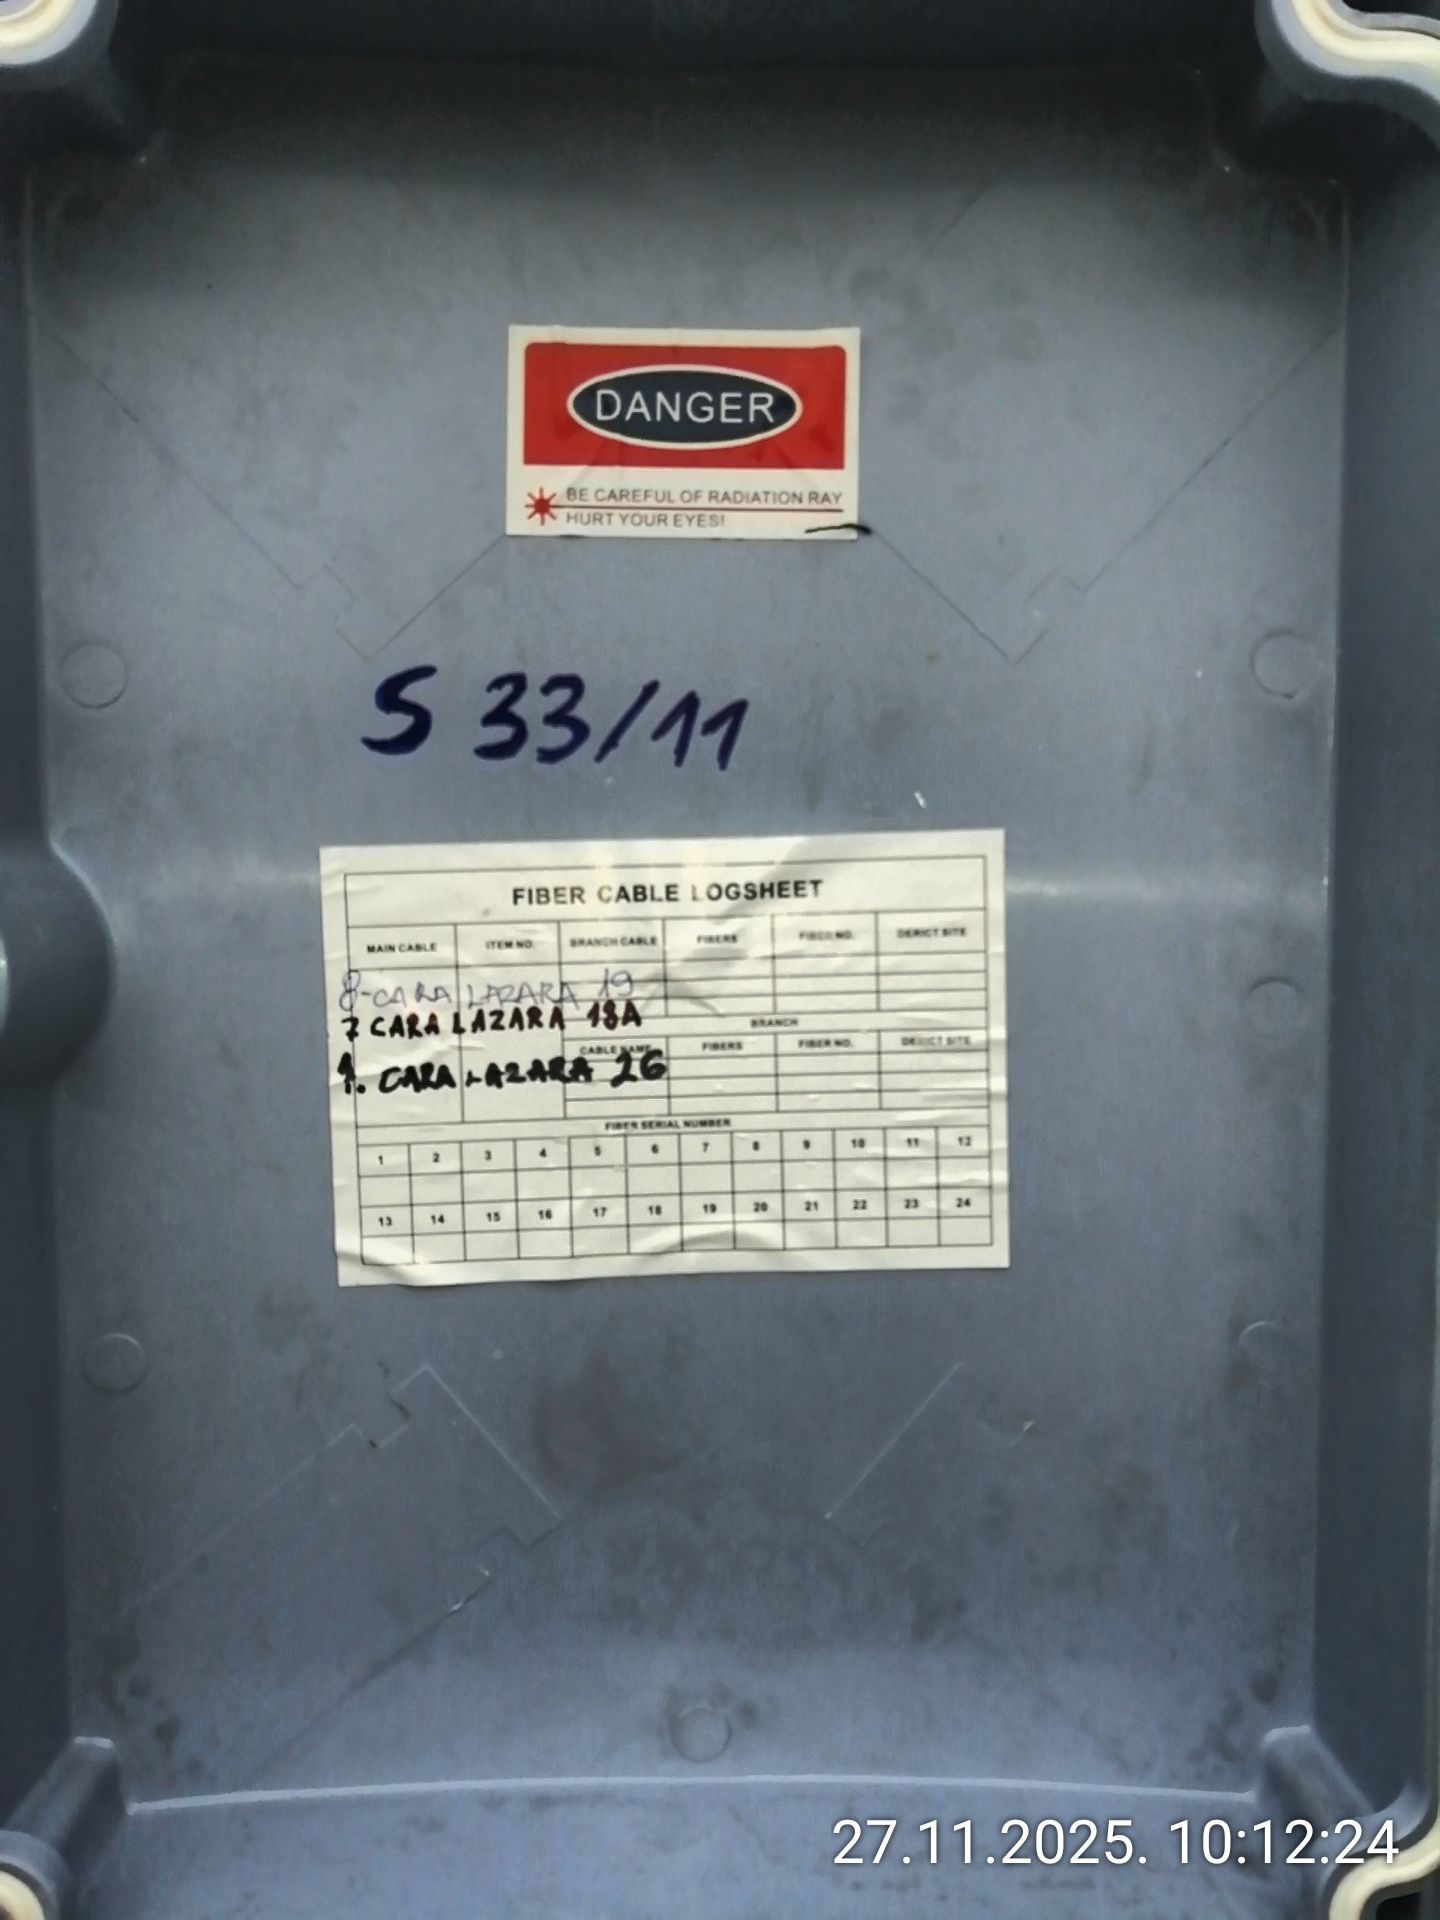 DANGER
BE CAREFUL OF RADIATION RAY
HURT YOUR EYES!
S 33/11
FIBER CABLE LOGSHEET
MAIN CABLE ITEM NO. BRANCH CABLE FIBERS FIBER NO. DERICT SITE
8-CARA LAZARA 19
7 CARA LAZARA 18A
BRANCH
CABLE NAME FIBERS FIBER NO. DERICT SITE
1. CARA LAZARA 26
FIBER SERIAL NUMBER
1 2 3 4 5 6 7 8 9 10 11 12
13 14 15 16 17 18 19 20 21 22 23 24
27.11.2025. 10:12:24